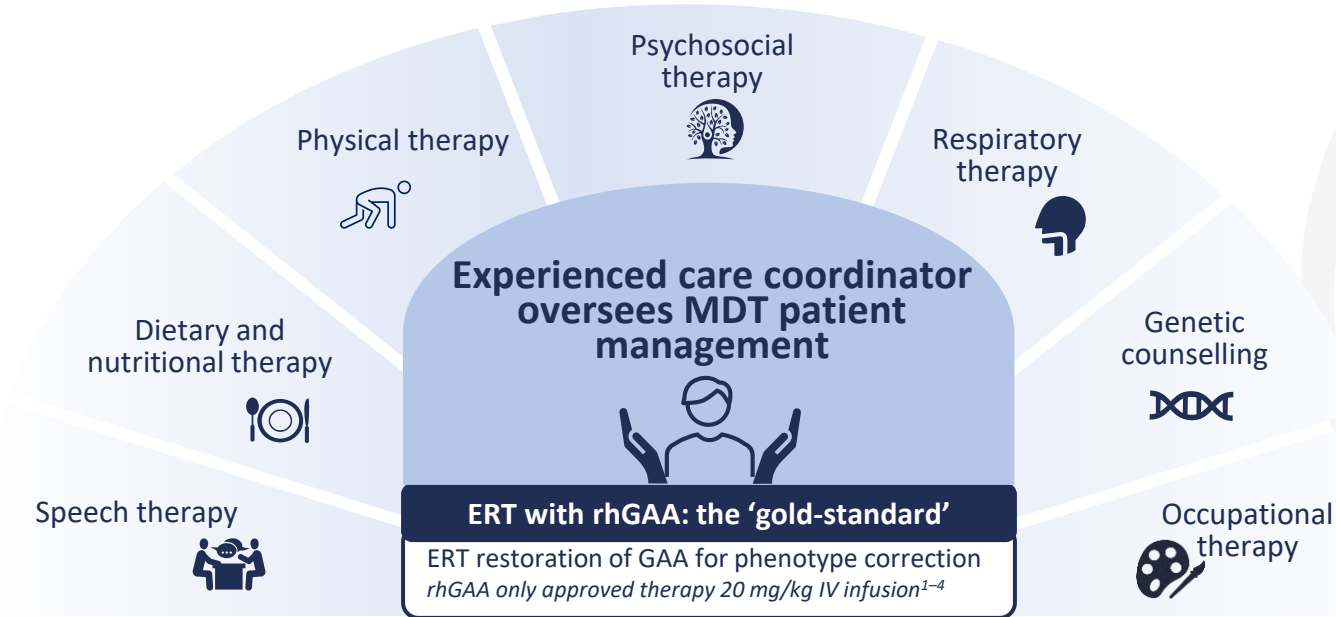 Psychosocial
therapy
Physical therapy
Respiratory
therapy
Experienced care coordinator
oversees MDT patient
management
Dietary and
nutritional therapy
Genetic
counselling
Speech therapy
ERT with rhGAA: the ‘gold-standard’
Occupational
therapy
ERT restoration of GAA for phenotype correction
rhGAA only approved therapy 20 mg/kg IV infusion¹⁻⁴